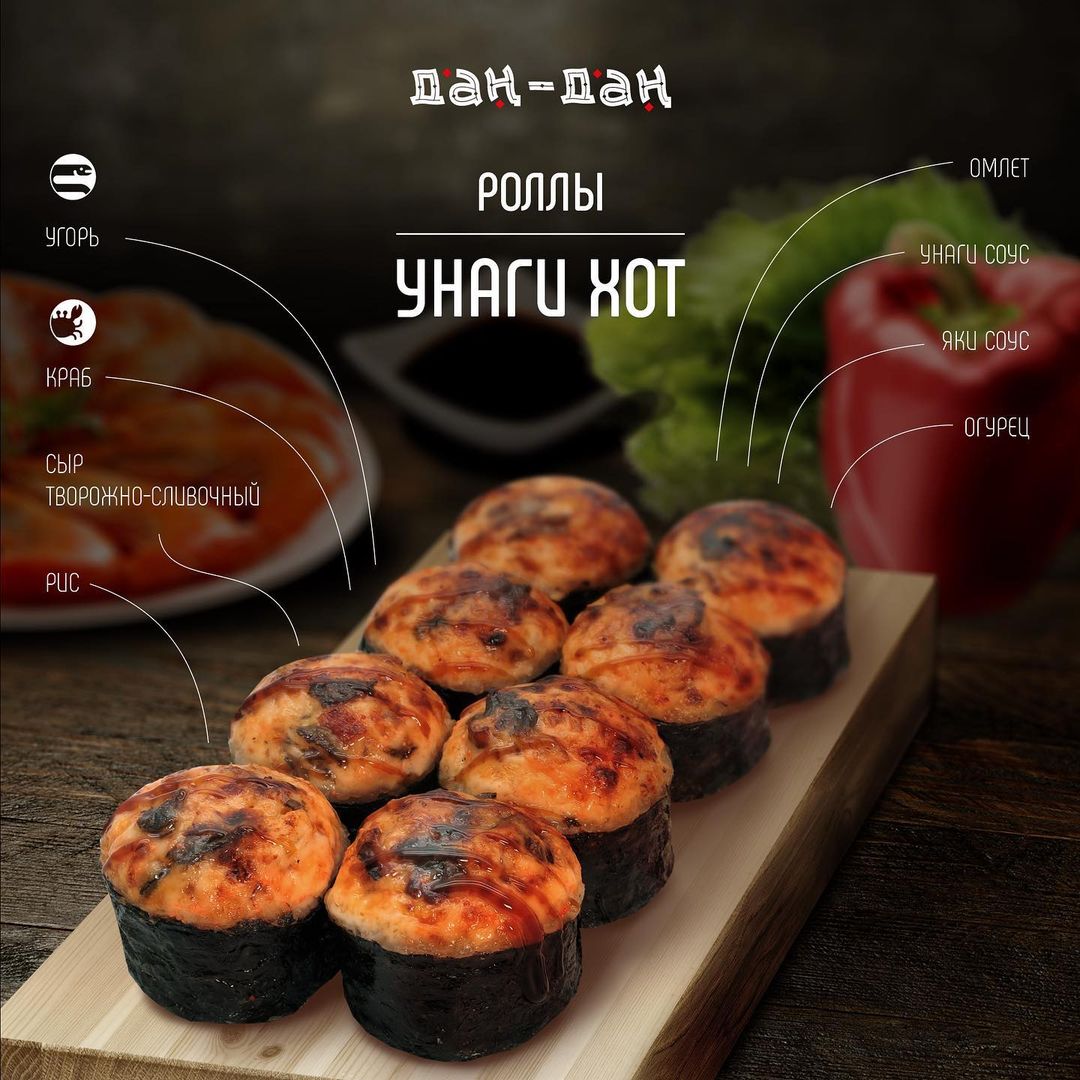 Дан-Дан
РОЛЛЫ
УНАГИ ХОТ
УГОРЬ
КРАБ
СЫР
ТВОРОЖНО-СЛИВОЧНЫЙ
РИС
ОМЛЕТ
УНАГИ СОУС
ЯКИ СОУС
ОГУРЕЦ